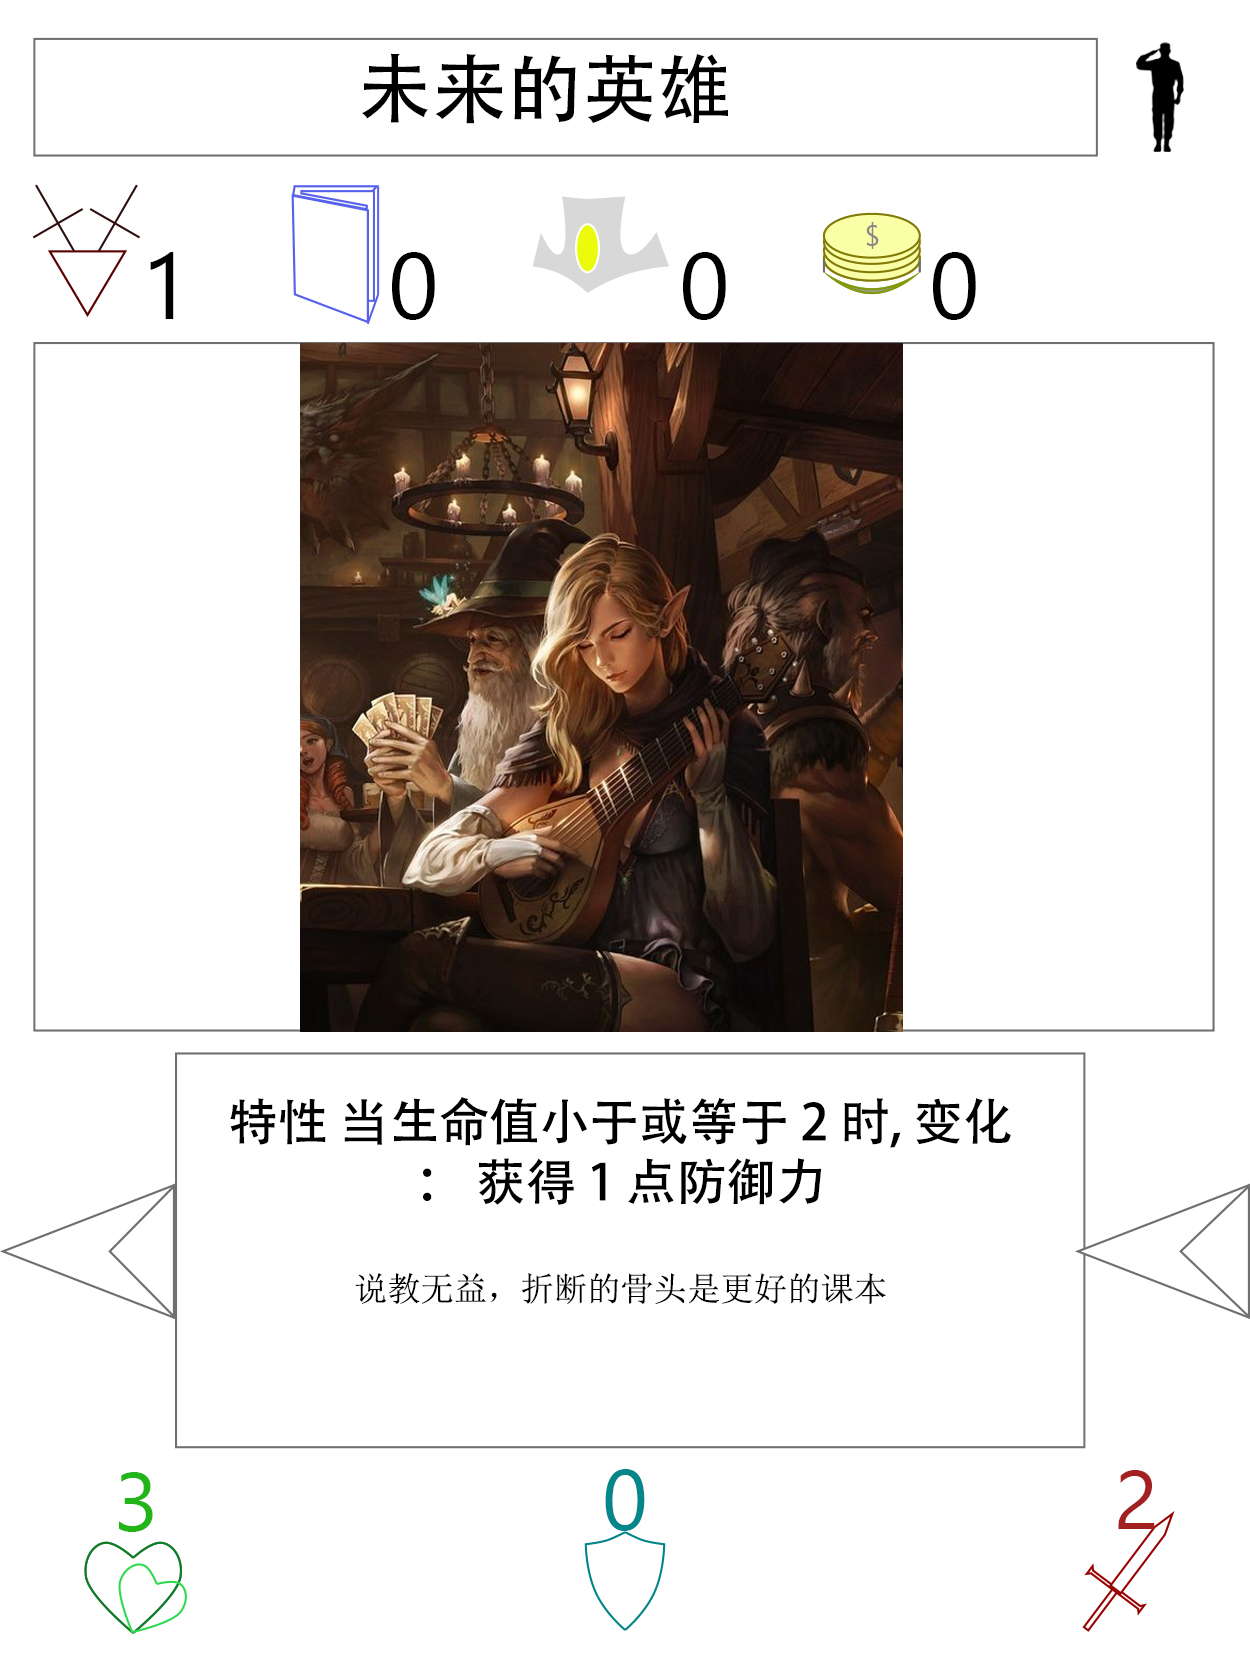 未来的英雄
1 0 0 $ 0
特性 当生命值小于或等于 2 时, 变化
： 获得 1 点防御力
说教无益，折断的骨头是更好的课本
3 0 2